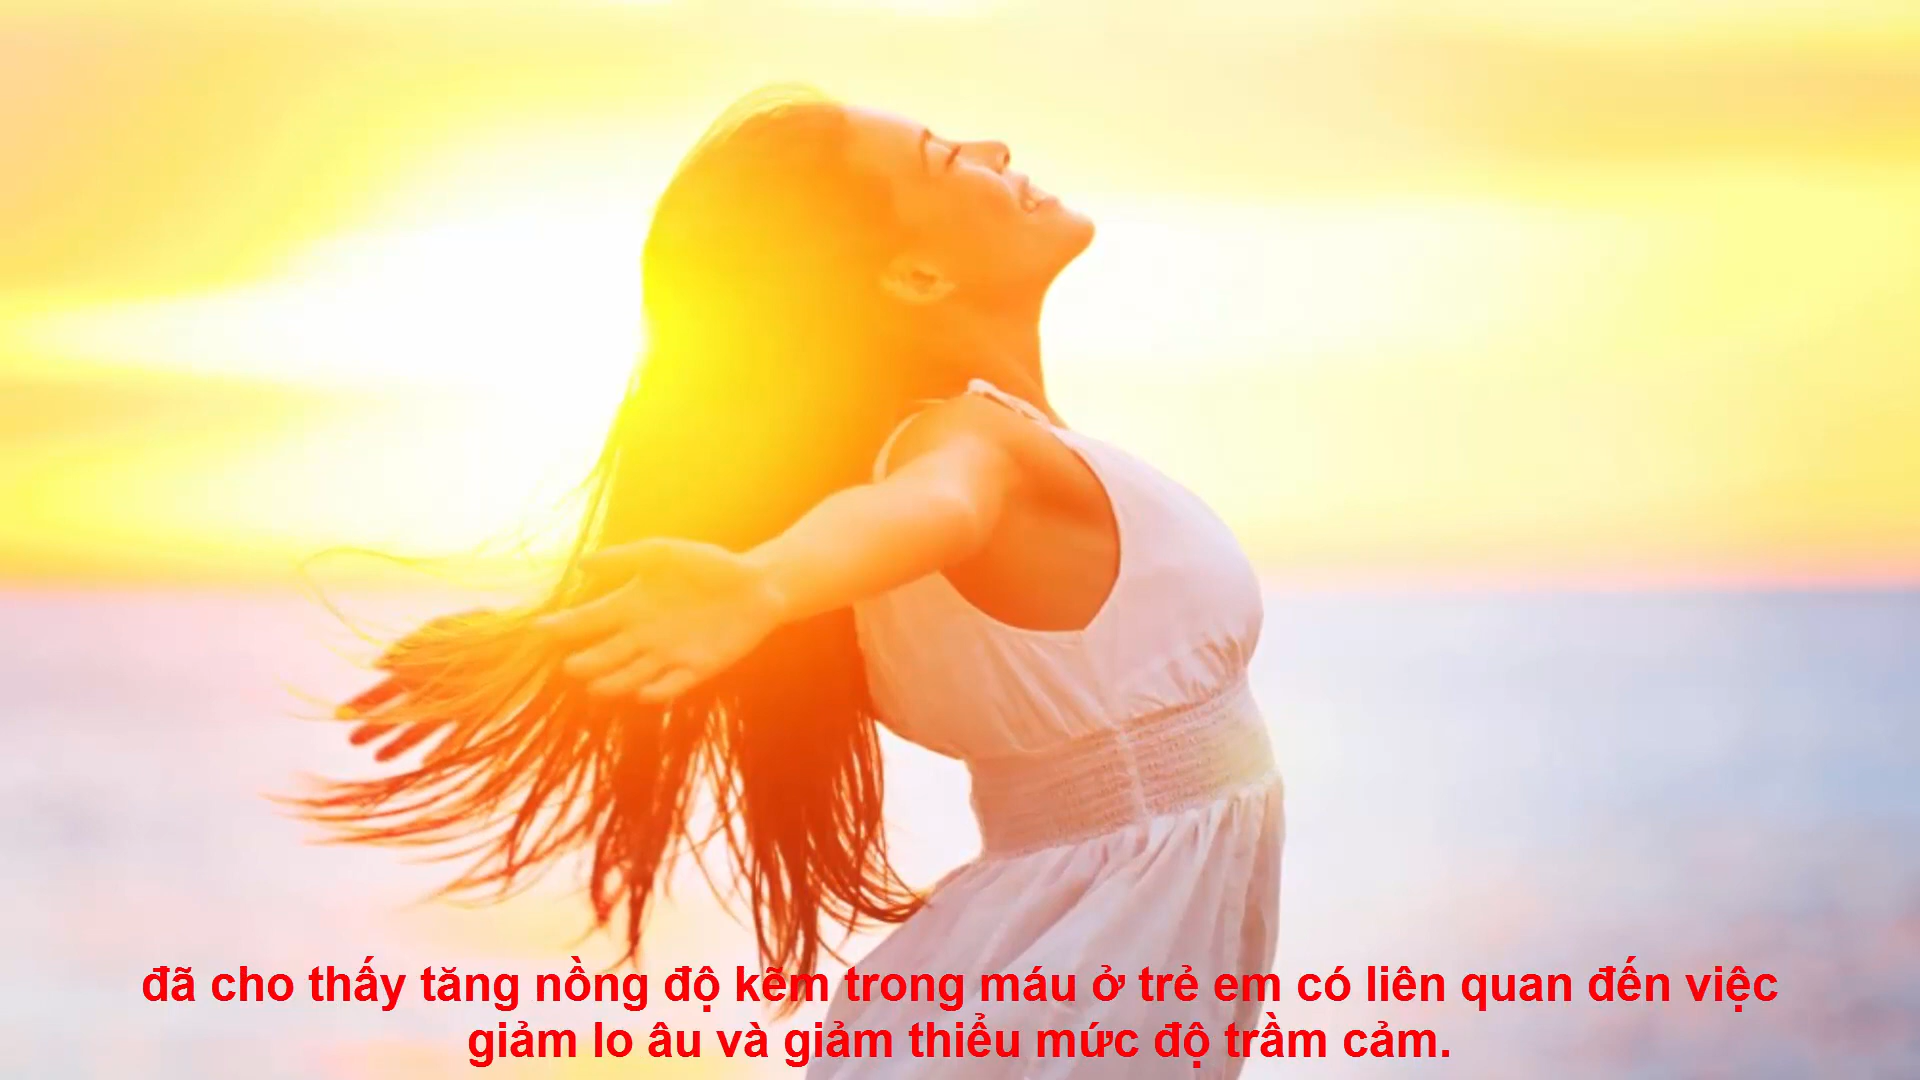 đã cho thấy tăng nồng độ kẽm trong máu ở trẻ em có liên quan đến việc
giảm lo âu và giảm thiểu mức độ trầm cảm.